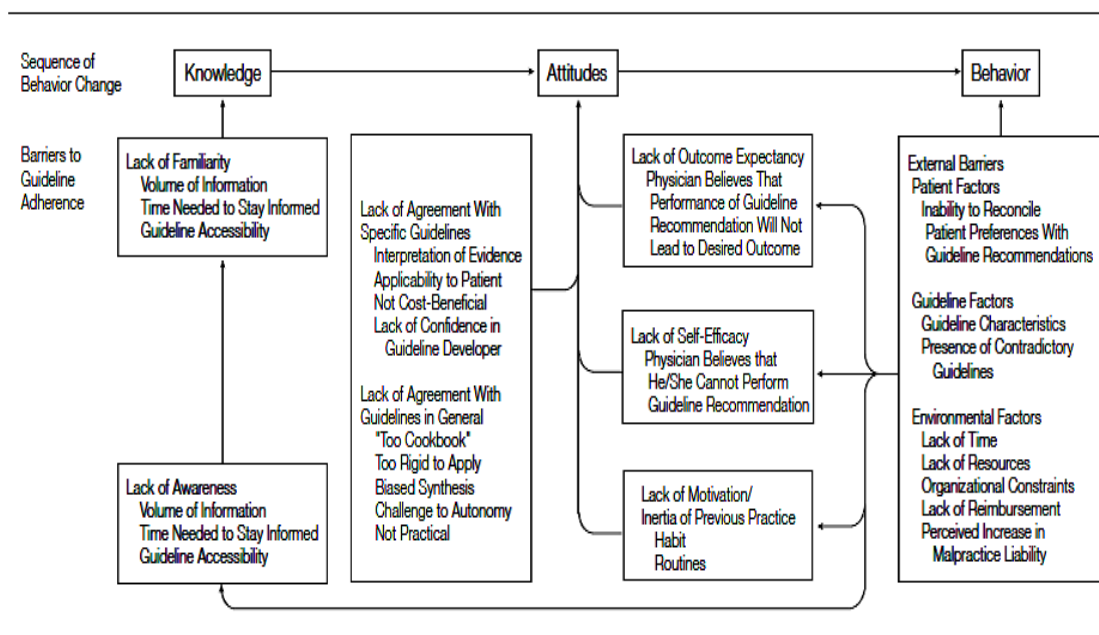 Sequence of
Behavior Change
Knowledge
Attitudes
Behavior
Barriers to
Guideline
Adherence
Lack of Familiarity
Volume of Information
Time Needed to Stay Informed
Guideline Accessibility
Lack of Awareness
Volume of Information
Time Needed to Stay Informed
Guideline Accessibility
Lack of Agreement With
Specific Guidelines
Interpretation of Evidence
Applicability to Patient
Not Cost-Beneficial
Lack of Confidence in
Guideline Developer
Lack of Agreement With
Guidelines in General
"Too Cookbook"
Too Rigid to Apply
Biased Synthesis
Challenge to Autonomy
Not Practical
Lack of Outcome Expectancy
Physician Believes That
Performance of Guideline
Recommendation Will Not
Lead to Desired Outcome
Lack of Self-Efficacy
Physician Believes that
He/She Cannot Perform
Guideline Recommendation
Lack of Motivation/
Inertia of Previous Practice
Habit
Routines
External Barriers
Patient Factors
Inability to Reconcile
Patient Preferences With
Guideline Recommendations
Guideline Factors
Guideline Characteristics
Presence of Contradictory
Guidelines
Environmental Factors
Lack of Time
Lack of Resources
Organizational Constraints
Lack of Reimbursement
Perceived Increase in
Malpractice Liability